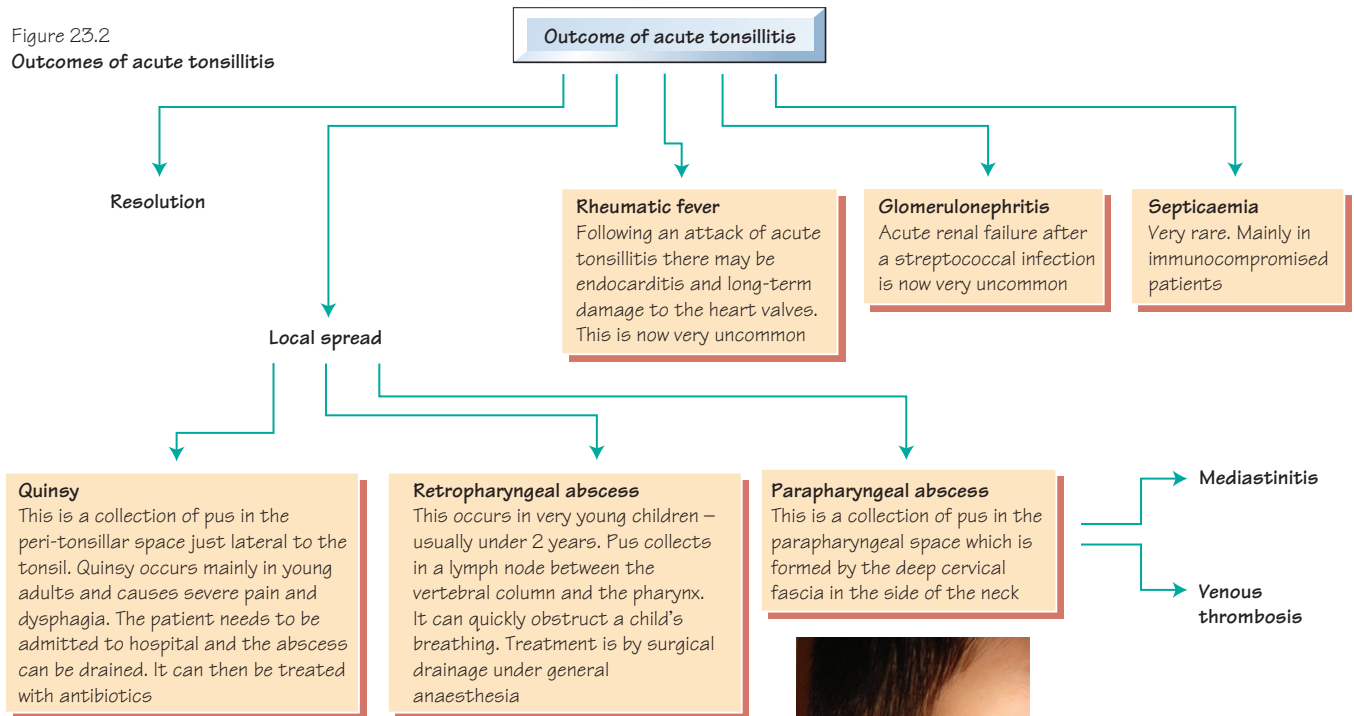 Figure 23.2
Outcomes of acute tonsillitis
Outcome of acute tonsillitis
Resolution
Rheumatic fever
Following an attack of acute
tonsillitis there may be
endocarditis and long-term
damage to the heart valves.
This is now very uncommon
Glomerulonephritis
Acute renal failure after
a streptococcal infection
is now very uncommon
Septicaemia
Very rare. Mainly in
immunocompromised
patients
Local spread
Quinsy
This is a collection of pus in the
peri-tonsillar space just lateral to the
tonsil. Quinsy occurs mainly in young
adults and causes severe pain and
dysphagia. The patient needs to be
admitted to hospital and the abscess
can be drained. It can then be treated
with antibiotics
Retropharyngeal abscess
This occurs in very young children –
usually under 2 years. Pus collects
in a lymph node between the
vertebral column and the pharynx.
It can quickly obstruct a child's
breathing. Treatment is by surgical
drainage under general
anaesthesia
Parapharyngeal abscess
This is a collection of pus in the
parapharyngeal space which is
formed by the deep cervical
fascia in the side of the neck
Mediastinitis
Venous
thrombosis